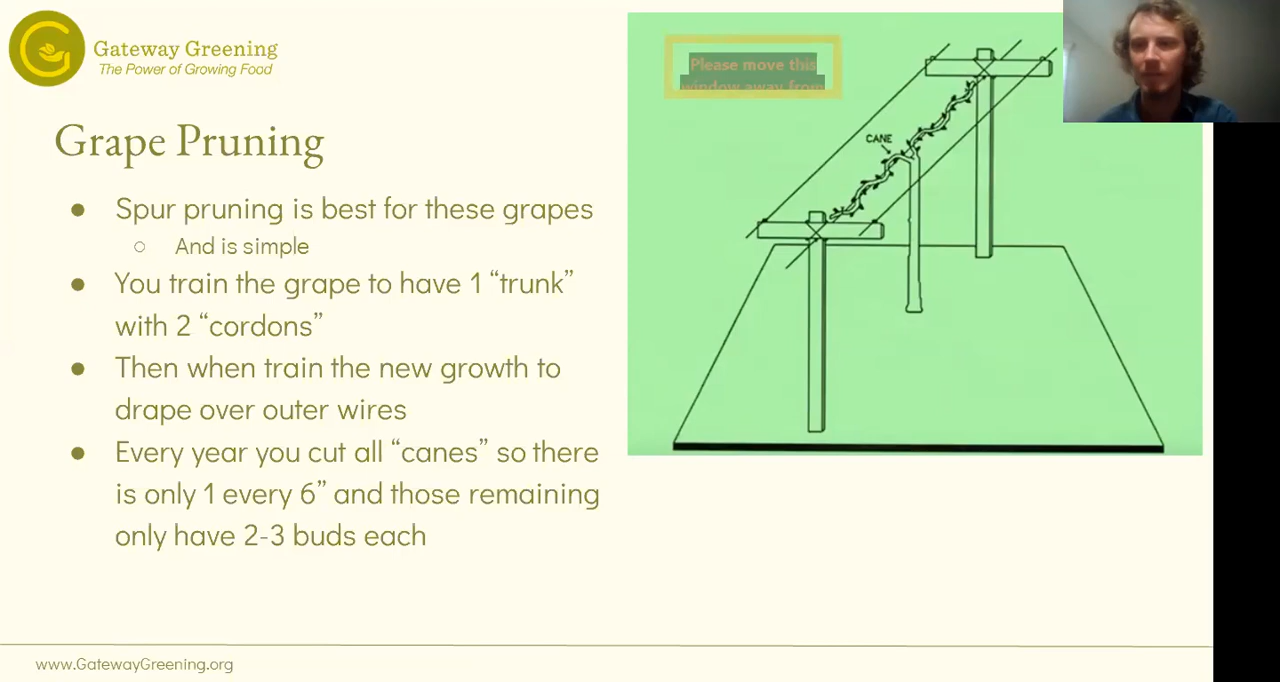 Gateway Greening
The Power of Growing Food
Grape Pruning
● Spur pruning is best for these grapes
○ And is simple
● You train the grape to have 1 “trunk”
with 2 “cordons”
● Then when train the new growth to
drape over outer wires
● Every year you cut all “canes” so there
is only 1 every 6” and those remaining
only have 2-3 buds each
Please move this
window away from
CANE
www.GatewayGreening.org